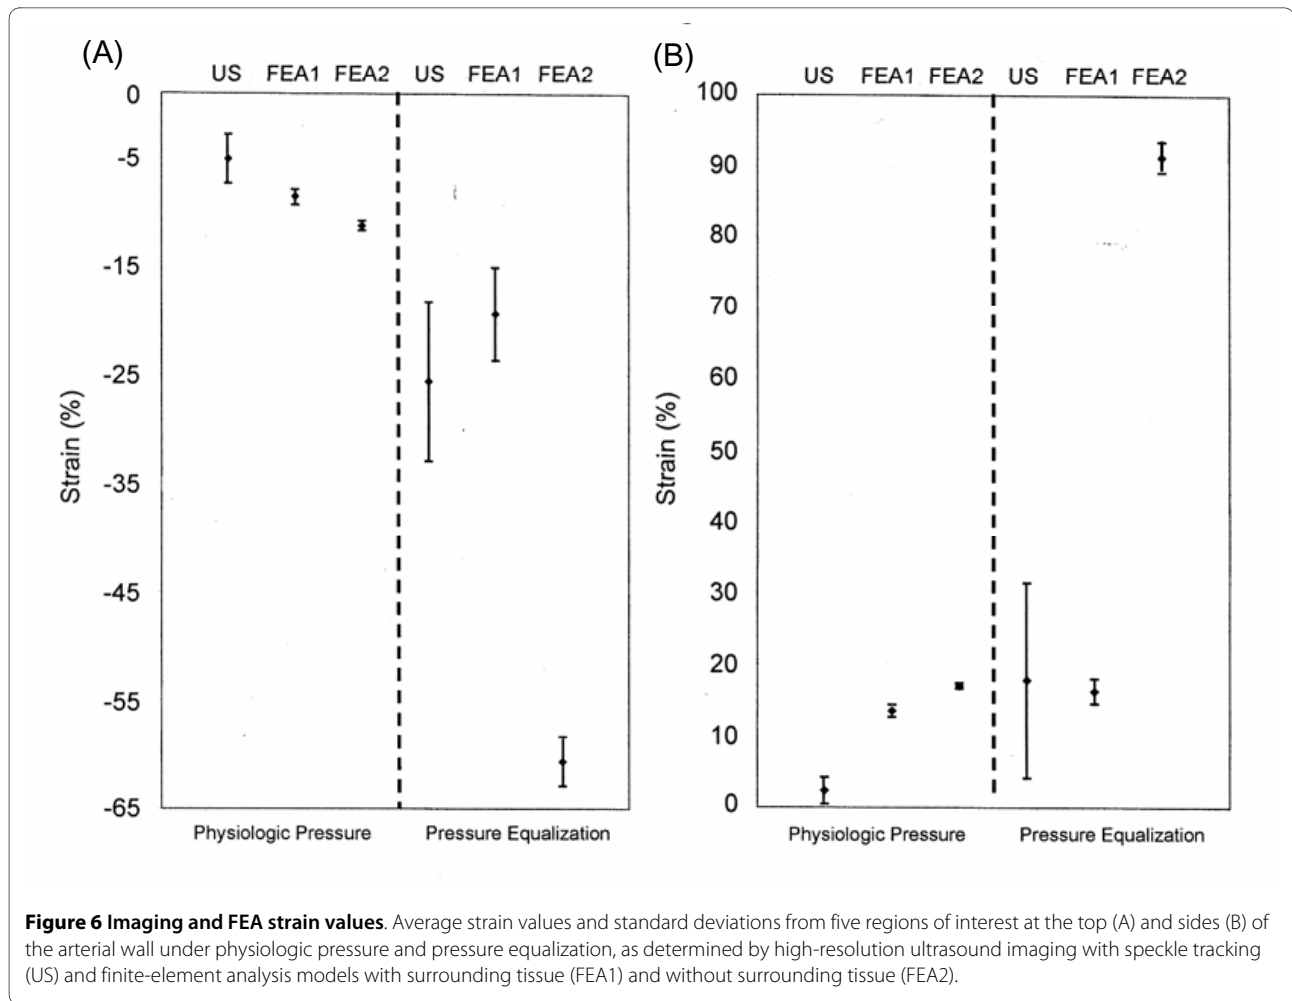 (A)
US FEA1 FEA2 US FEA1 FEA2
0
-5
-15
-25
-35
-45
-55
-65
Strain (%)
Physiologic Pressure Pressure Equalization
(B)
US FEA1 FEA2 US FEA1 FEA2
100
90
80
70
60
50
40
30
20
10
0
Strain (%)
Physiologic Pressure Pressure Equalization
Figure 6 Imaging and FEA strain values. Average strain values and standard deviations from five regions of interest at the top (A) and sides (B) of
the arterial wall under physiologic pressure and pressure equalization, as determined by high-resolution ultrasound imaging with speckle tracking
(US) and finite-element analysis models with surrounding tissue (FEA1) and without surrounding tissue (FEA2).